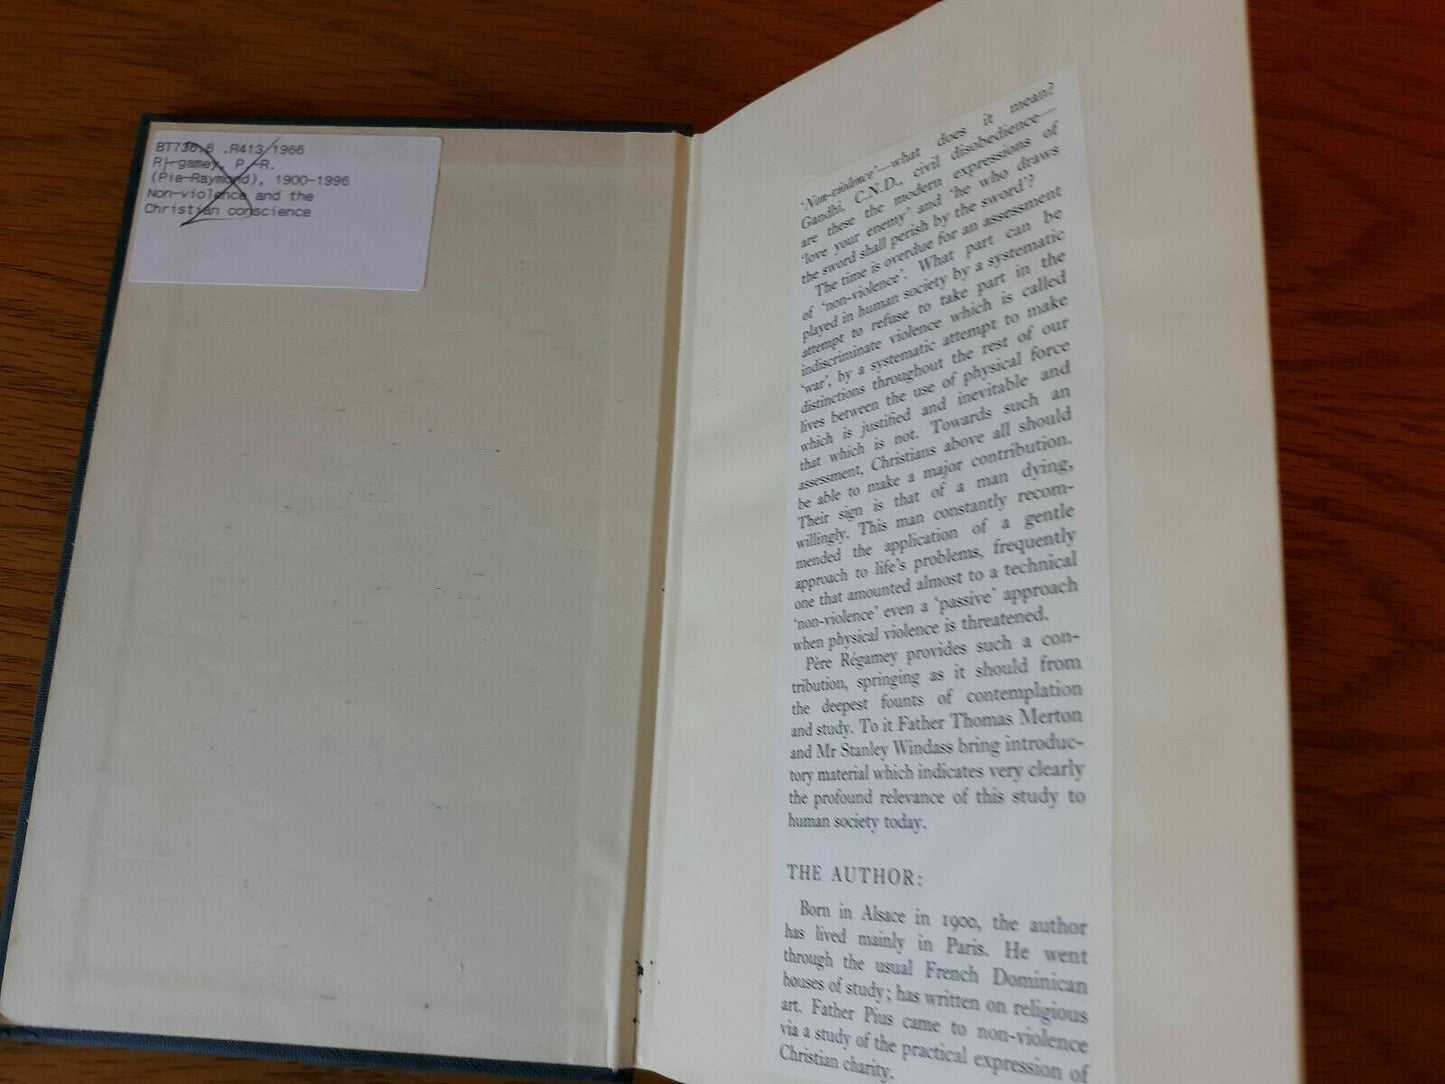 BT736.6 .R413 1966
R|-gamey, P.-R.
(Pie-Raymond), 1900-1996
Non-violence and the
Christian conscience
'Non-violence'—what does it mean?
Gandhi, C.N.D., civil disobedience—
are these the modern expressions of
'love your enemy' and 'he who draws
the sword shall perish by the sword'?
The time is overdue for an assessment
of 'non-violence'. What part can be
played in human society by a systematic
attempt to refuse to take part in the
indiscriminate violence which is called
'war', by a systematic attempt to make
distinctions throughout the rest of our
lives between the use of physical force
which is justified and inevitable and
that which is not. Towards such an
assessment, Christians above all should
be able to make a major contribution.
Their sign is that of a man dying,
willingly. This man constantly recom-
mended the application of a gentle
approach to life's problems, frequently
one that amounted almost to a technical
'non-violence' even a 'passive' approach
when physical violence is threatened.
Père Régamey provides such a con-
tribution, springing as it should from
the deepest founts of contemplation
and study. To it Father Thomas Merton
and Mr Stanley Windass bring introduc-
tory material which indicates very clearly
the profound relevance of this study to
human society today.
THE AUTHOR:
Born in Alsace in 1900, the author
has lived mainly in Paris. He went
through the usual French Dominican
houses of study; has written on religious
art. Father Pius came to non-violence
via a study of the practical expression of
Christian charity.